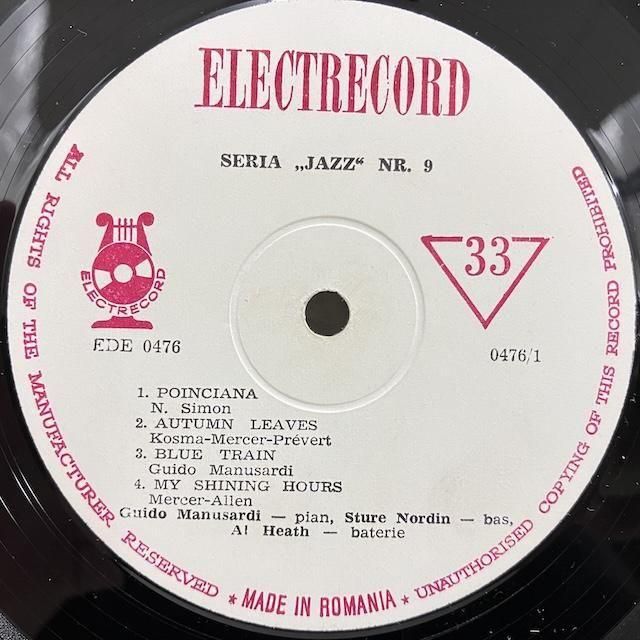 ELECTRECORD
SERIA „JAZZ“ NR. 9
ELECTRECORD
33
EDE 0476
0476/1
1. POINCIANA
N. Simon
2. AUTUMN LEAVES
Kosma-Mercer-Prévert
3. BLUE TRAIN
Guido Manusardi
4. MY SHINING HOURS
Mercer-Allen
Guido Manusardi — pian, Sture Nordin — bas,
Al Heath — baterie
ALL RIGHTS OF THE MANUFACTURER RESERVED * MADE IN ROMANIA * UNAUTHORISED COPYING OF THIS RECORD PROHIBITED